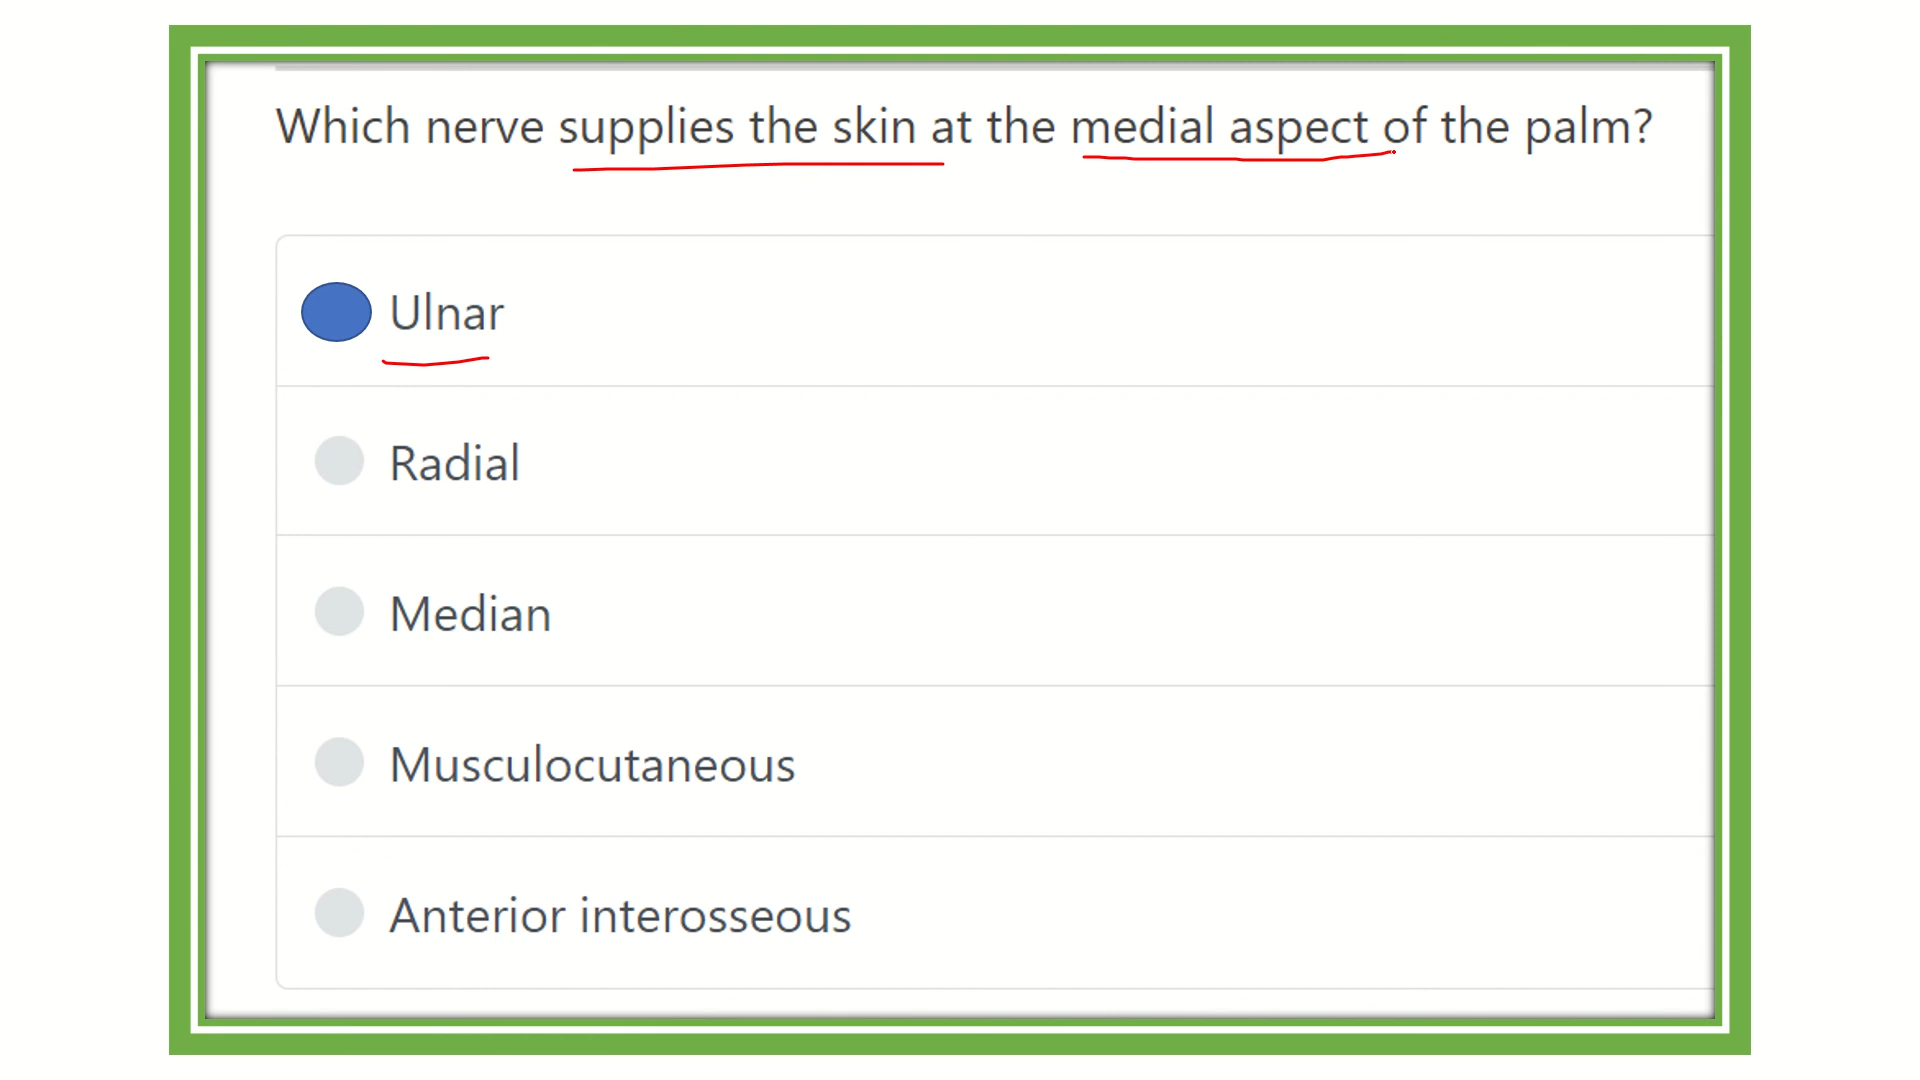 Which nerve supplies the skin at the medial aspect of the palm?
Ulnar
Radial
Median
Musculocutaneous
Anterior interosseous